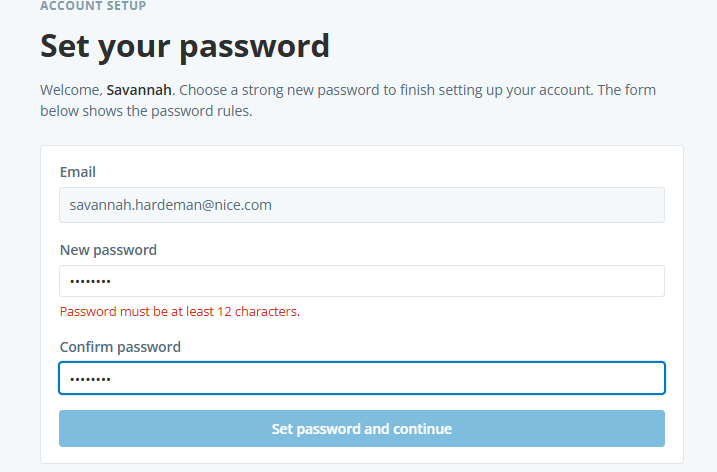 ACCOUNT SETUP
Set your password
Welcome, Savannah. Choose a strong new password to finish setting up your account. The form
below shows the password rules.
Email
savannah.hardeman@nice.com
New password
••••••••
Password must be at least 12 characters.
Confirm password
••••••••
Set password and continue